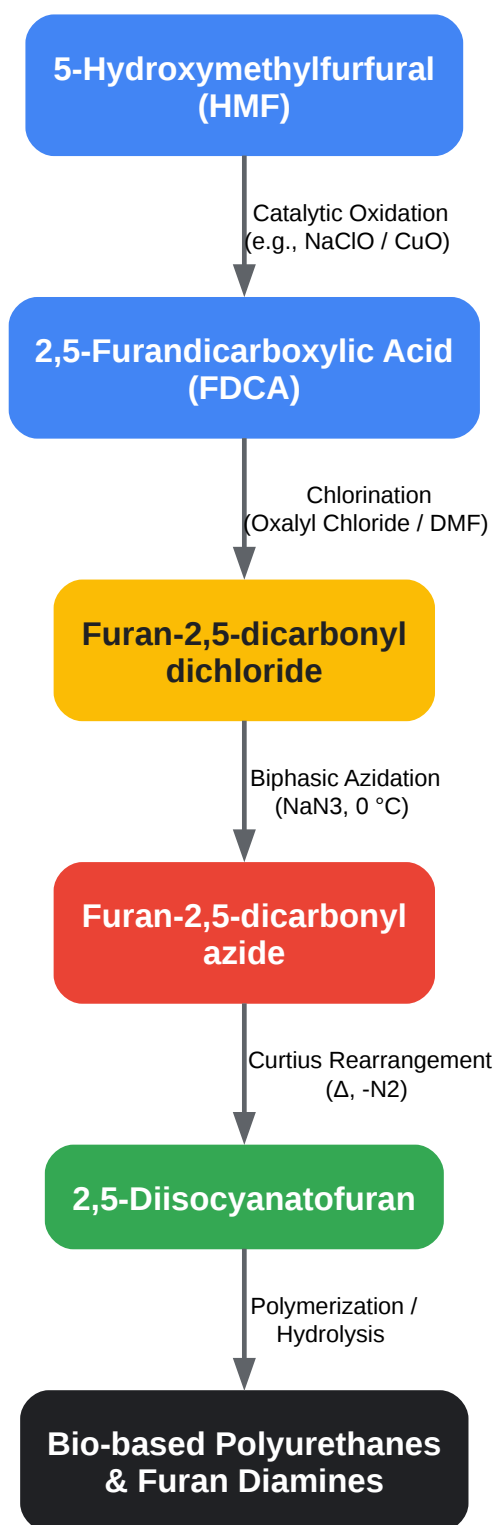 5-Hydroxymethylfurfural
(HMF)
Catalytic Oxidation
(e.g., NaClO / CuO)
2,5-Furandicarboxylic Acid
(FDCA)
Chlorination
(Oxalyl Chloride / DMF)
Furan-2,5-dicarbonyl
dichloride
Biphasic Azidation
(NaN3, 0 °C)
Furan-2,5-dicarbonyl
azide
Curtius Rearrangement
(Δ, -N2)
2,5-Diisocyanatofuran
Polymerization /
Hydrolysis
Bio-based Polyurethanes
& Furan Diamines